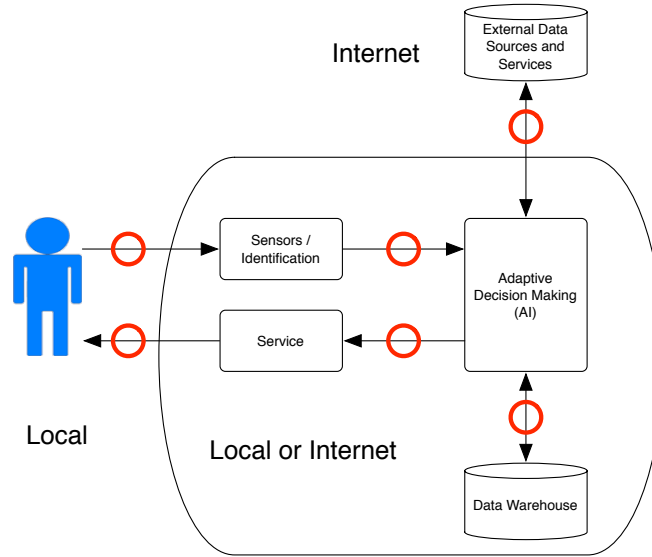 External Data
Sources and
Services
Internet
Sensors /
Identification
Adaptive
Decision Making
(AI)
Service
Local
Local or Internet
Data Warehouse